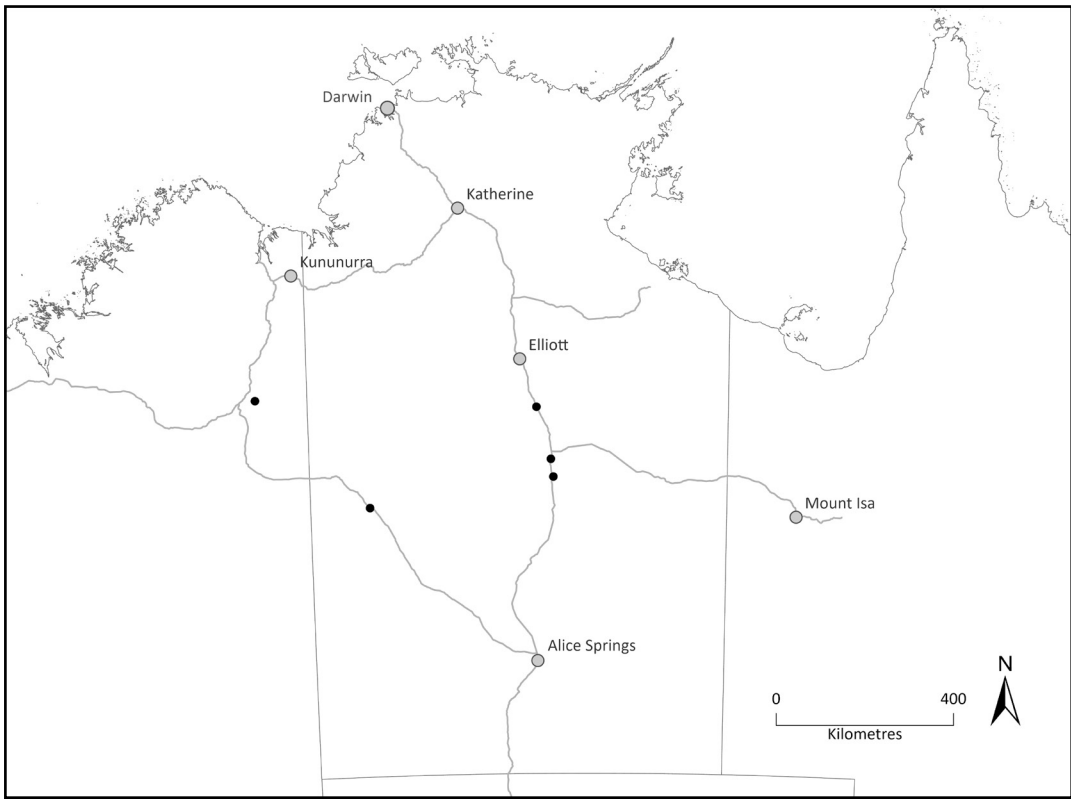 Darwin
Katherine
Kununurra
Elliott
Mount Isa
Alice Springs
N
0 400
Kilometres